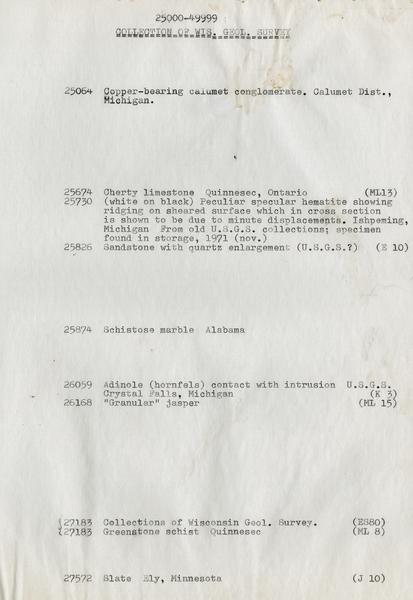 25000-49999
COLLECTION OF WIS. GEOL. SURVEY
25064 Copper-bearing calumet conglomerate. Calumet Dist.,
Michigan.
25674 Cherty limestone Quinnesec, Ontario (ML13)
25730 (white on black) Peculiar specular hematite showing
ridging on sheared surface which in cross section
is shown to be due to minute displacements. Ishpeming,
Michigan From old U.S.G.S. collections; specimen
found in storage, 1971 (nov.)
25826 Sandstone with quartz enlargement (U.S.G.S.?) (E 10)
25874 Schistose marble Alabama
26059 Adinole (hornfels) contact with intrusion U.S.G.S.
Crystal Falls, Michigan (K 3)
26168 "Granular" jasper (ML 15)
(27183 Collections of Wisconsin Geol. Survey. (ES80)
(27183 Greenstone schist Quinnesec (ML 8)
27572 Slate Ely, Minnesota (J 10)